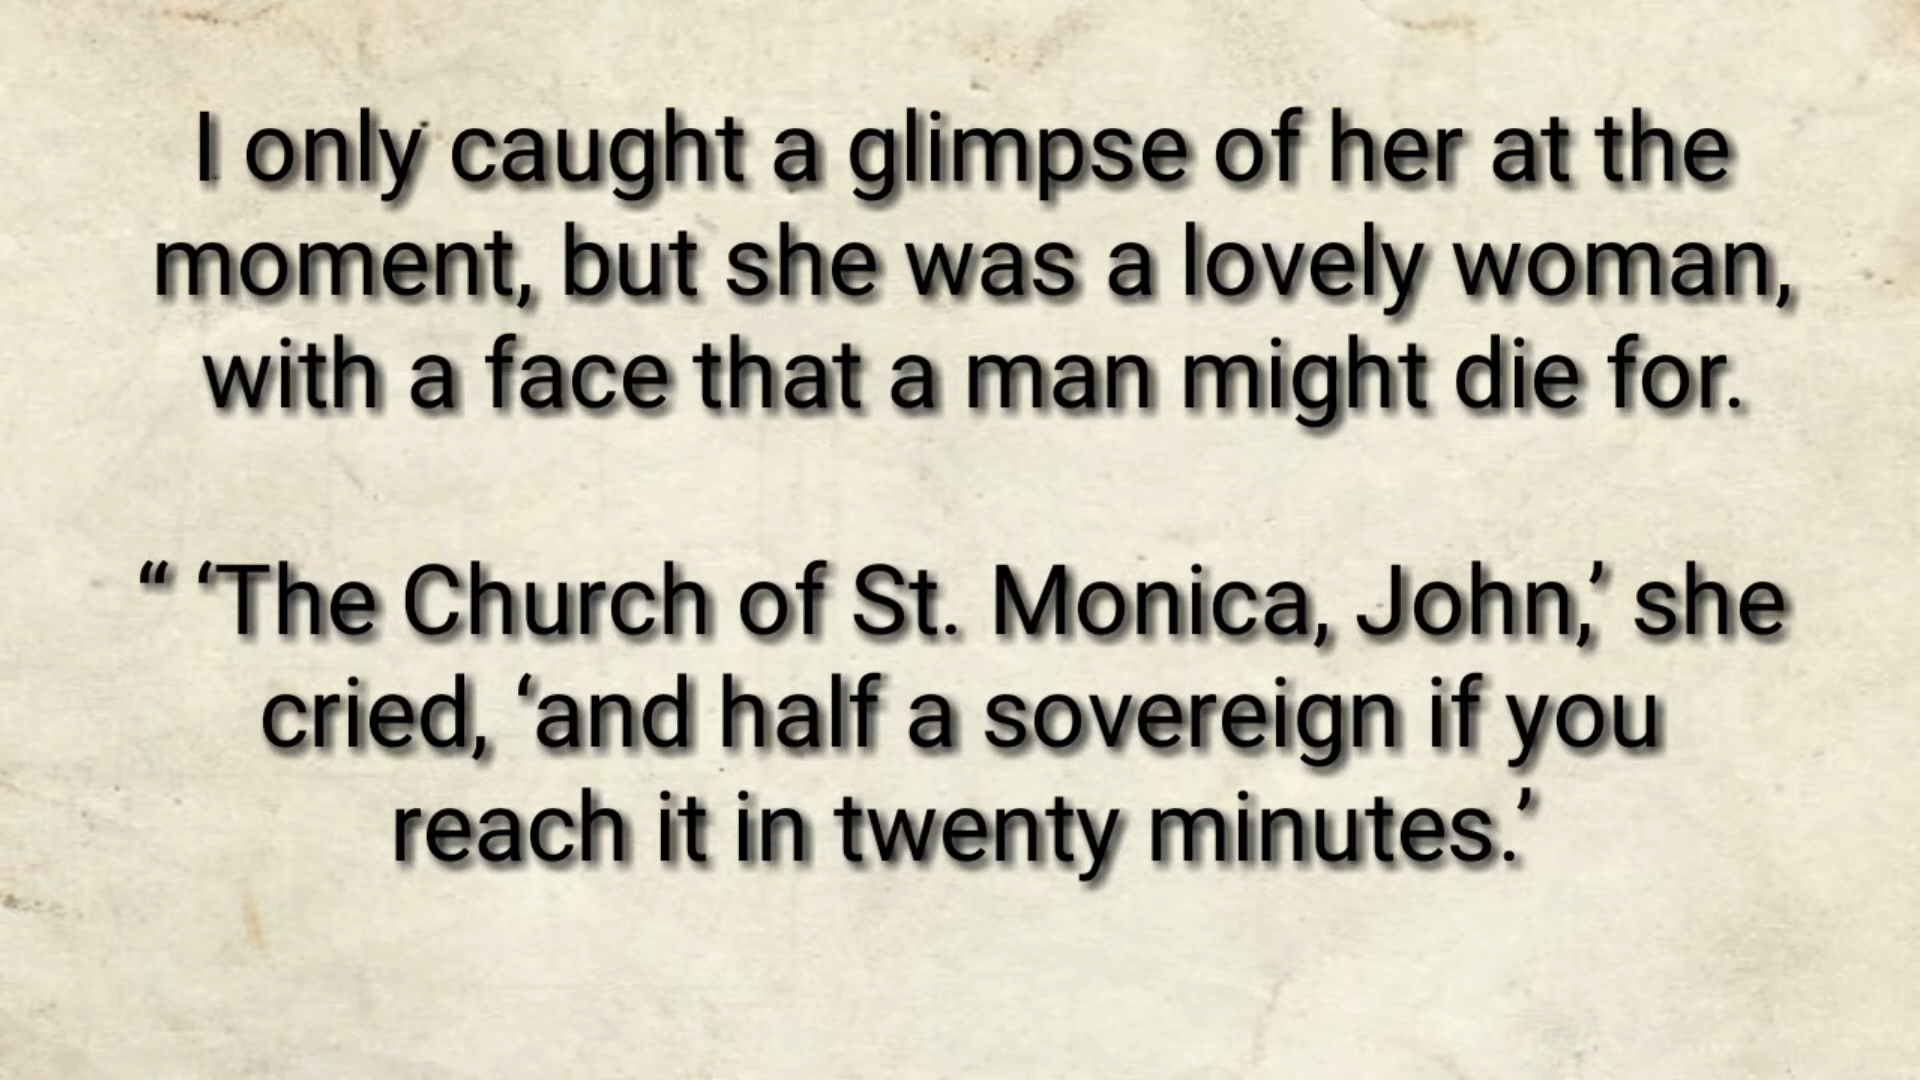 I only caught a glimpse of her at the
moment, but she was a lovely woman,
with a face that a man might die for.
“ ‘The Church of St. Monica, John,’ she
cried, ‘and half a sovereign if you
reach it in twenty minutes.’